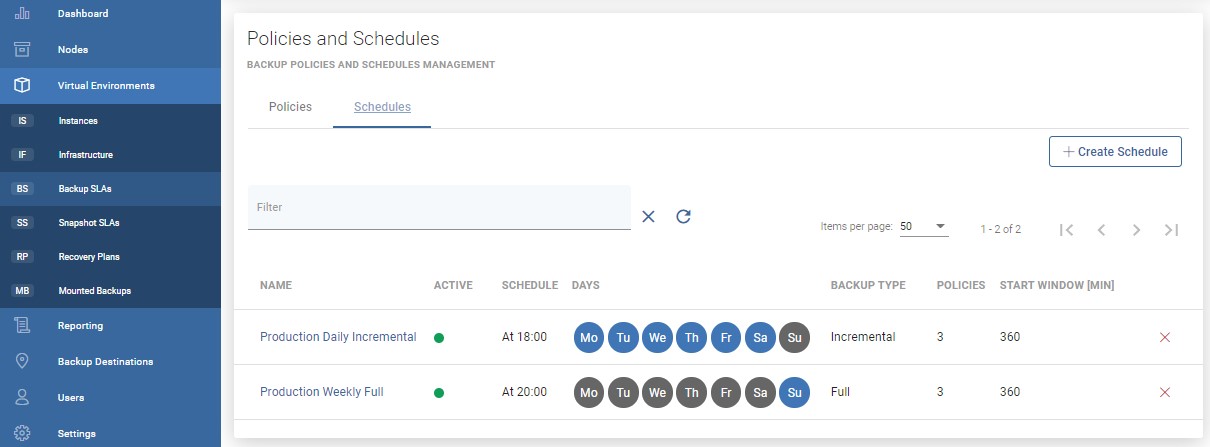 Dashboard
Nodes
Virtual Environments
IS Instances
IF Infrastructure
BS Backup SLAs
SS Snapshot SLAs
RP Recovery Plans
MB Mounted Backups
Reporting
Backup Destinations
Users
Settings
Policies and Schedules
BACKUP POLICIES AND SCHEDULES MANAGEMENT
Policies Schedules
+ Create Schedule
Filter
Items per page: 50 1 - 2 of 2
NAME ACTIVE SCHEDULE DAYS BACKUP TYPE POLICIES START WINDOW [MIN]
Production Daily Incremental At 18:00 Mo Tu We Th Fr Sa Su Incremental 3 360
Production Weekly Full At 20:00 Mo Tu We Th Fr Sa Su Full 3 360